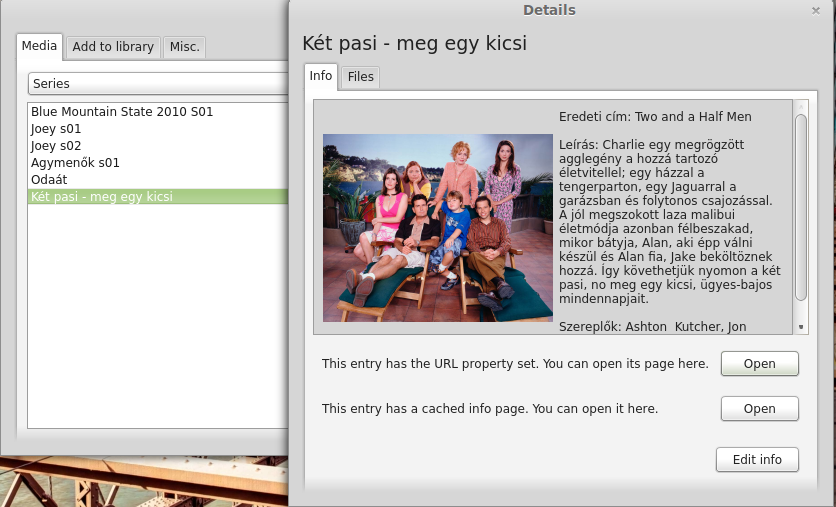 Details
Media
Add to library
Misc.
Series
Blue Mountain State 2010 S01
Joey s01
Joey s02
Agymenők s01
Odaát
Két pasi - meg egy kicsi
Két pasi - meg egy kicsi
Info
Files
Eredeti cím: Two and a Half Men
Leírás: Charlie egy megrögzött
agglegény a hozzá tartozó
életvitellel; egy házzal a
tengerparton, egy Jaguarral a
garázsban és folytonos csajozással.
A jól megszokott laza malibui
életmódja azonban félbeszakad,
mikor bátyja, Alan, aki épp válni
készül és Alan fia, Jake beköltöznek
hozzá. Így követhetjük nyomon a két
pasi, no meg egy kicsi, ügyes-bajos
mindennapjait.
Szereplők: Ashton  Kutcher, Jon
This entry has the URL property set. You can open its page here.
Open
This entry has a cached info page. You can open it here.
Open
Edit info